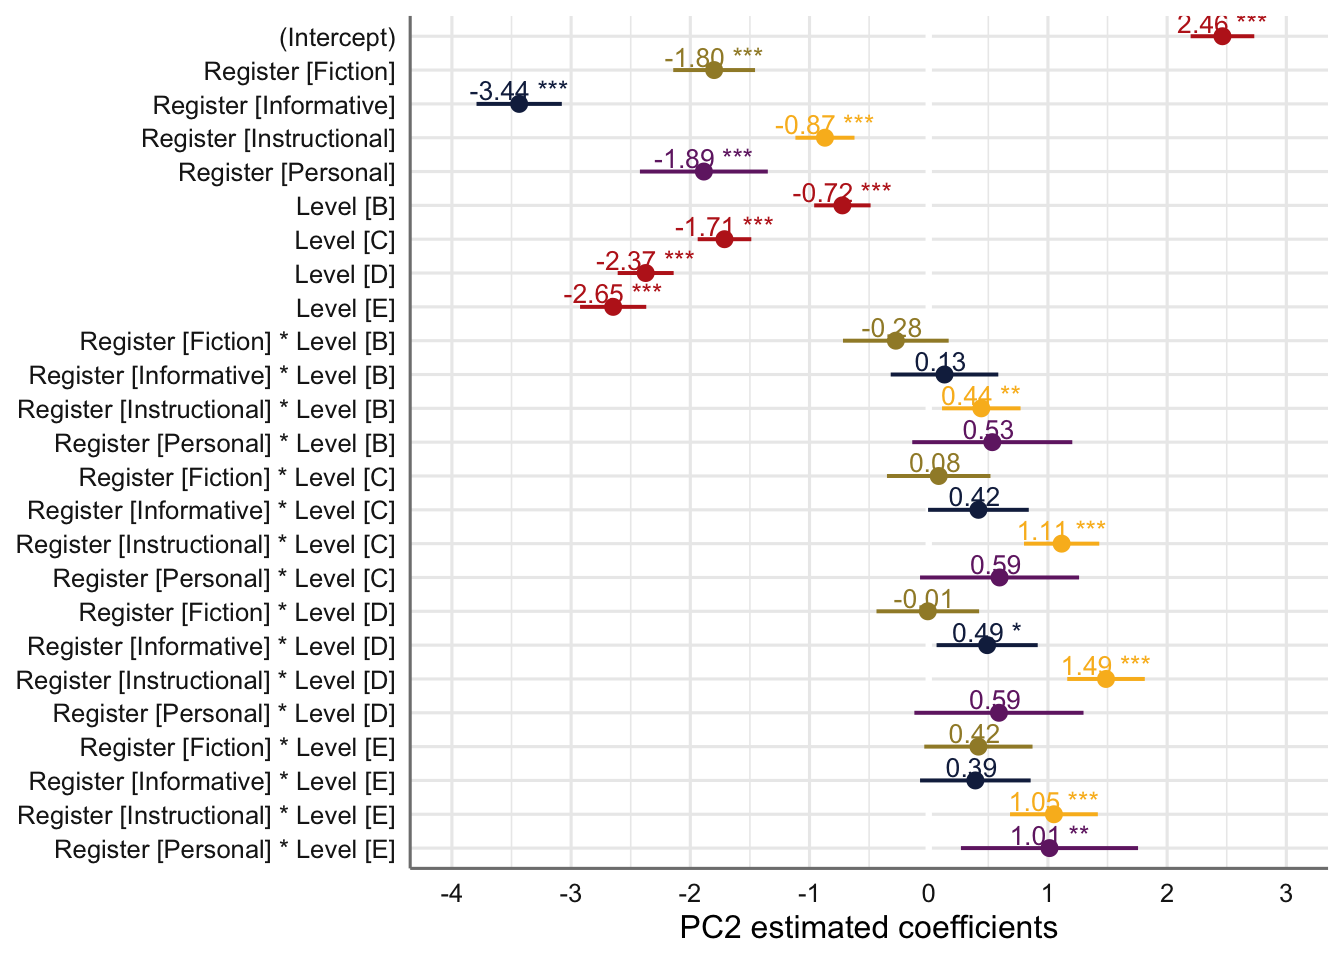 (Intercept) 2.46 ***
Register [Fiction] -1.80 ***
Register [Informative] -3.44 ***
Register [Instructional] -0.87 ***
Register [Personal] -1.89 ***
Level [B] -0.72 ***
Level [C] -1.71 ***
Level [D] -2.37 ***
Level [E] -2.65 ***
Register [Fiction] * Level [B] -0.28
Register [Informative] * Level [B] 0.13
Register [Instructional] * Level [B] 0.44 **
Register [Personal] * Level [B] 0.53
Register [Fiction] * Level [C] 0.08
Register [Informative] * Level [C] 0.42
Register [Instructional] * Level [C] 1.11 ***
Register [Personal] * Level [C] 0.59
Register [Fiction] * Level [D] -0.01
Register [Informative] * Level [D] 0.49 *
Register [Instructional] * Level [D] 1.49 ***
Register [Personal] * Level [D] 0.59
Register [Fiction] * Level [E] 0.42
Register [Informative] * Level [E] 0.39
Register [Instructional] * Level [E] 1.05 ***
Register [Personal] * Level [E] 1.01 **
-4 -3 -2 -1 0 1 2 3
PC2 estimated coefficients